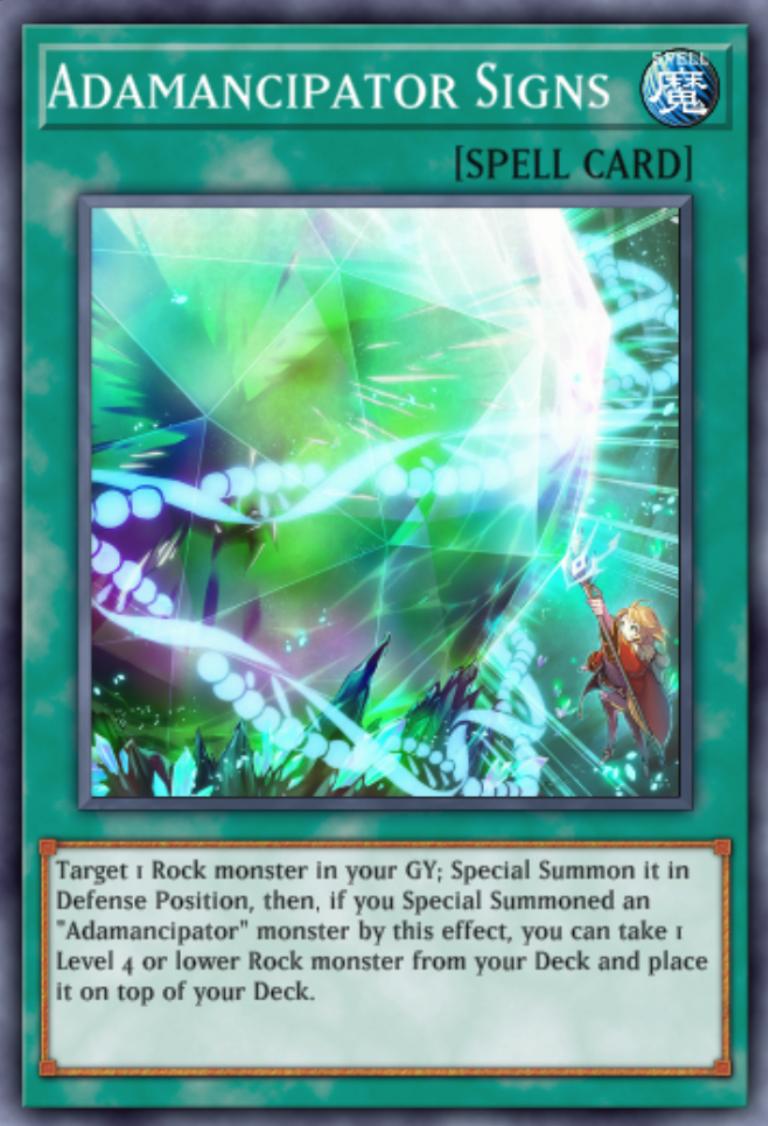 ADAMANCIPATOR SIGNS
SPELL
魔
[SPELL CARD]
Target 1 Rock monster in your GY; Special Summon it in
Defense Position, then, if you Special Summoned an
"Adamancipator" monster by this effect, you can take 1
Level 4 or lower Rock monster from your Deck and place
it on top of your Deck.